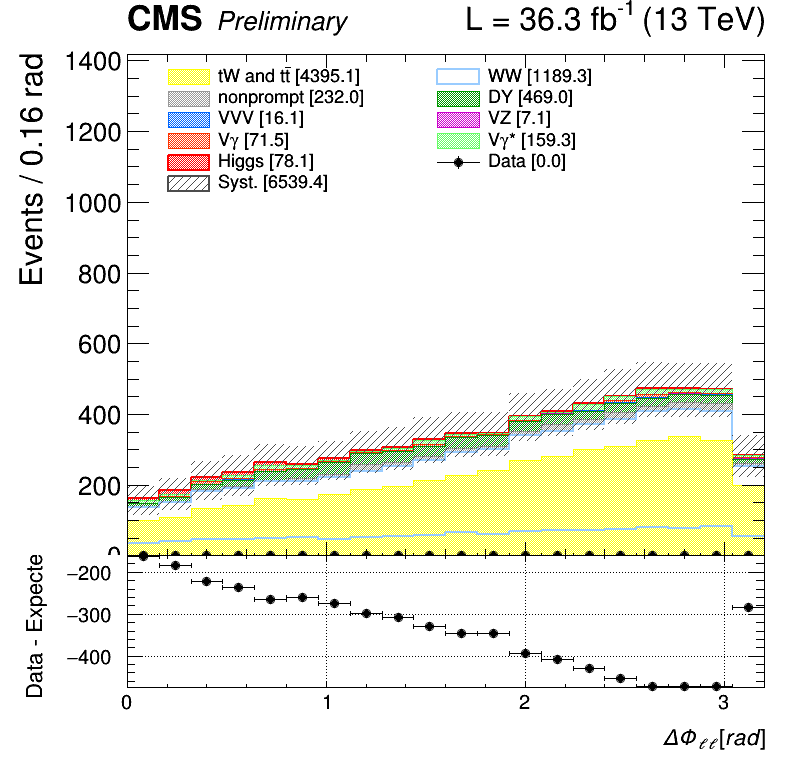 CMS Preliminary L = 36.3 fb⁻¹ (13 TeV)
Events / 0.16 rad
1400
1200
1000
800
600
400
200
0
tW and tt̄ [4395.1]
nonprompt [232.0]
VVV [16.1]
Vγ [71.5]
Higgs [78.1]
Syst. [6539.4]
WW [1189.3]
DY [469.0]
VZ [7.1]
Vγ* [159.3]
Data [0.0]
Data - Expecte
−200
−300
−400
0 1 2 3
ΔΦℓℓ[rad]